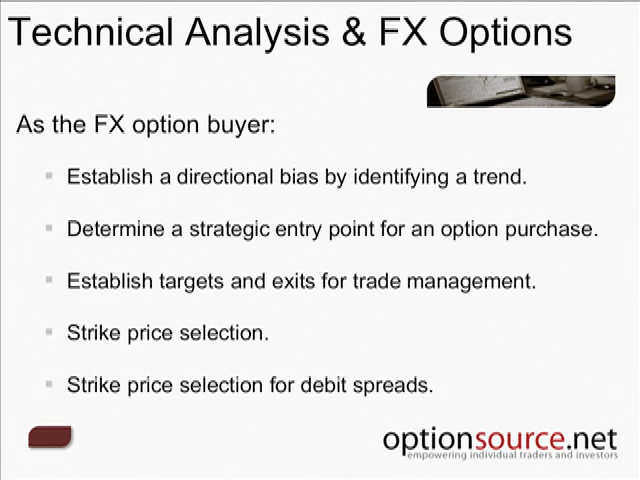 Technical Analysis & FX Options
As the FX option buyer:
Establish a directional bias by identifying a trend.
Determine a strategic entry point for an option purchase.
Establish targets and exits for trade management.
Strike price selection.
Strike price selection for debit spreads.
optionsource.net
empowering individual traders and investors